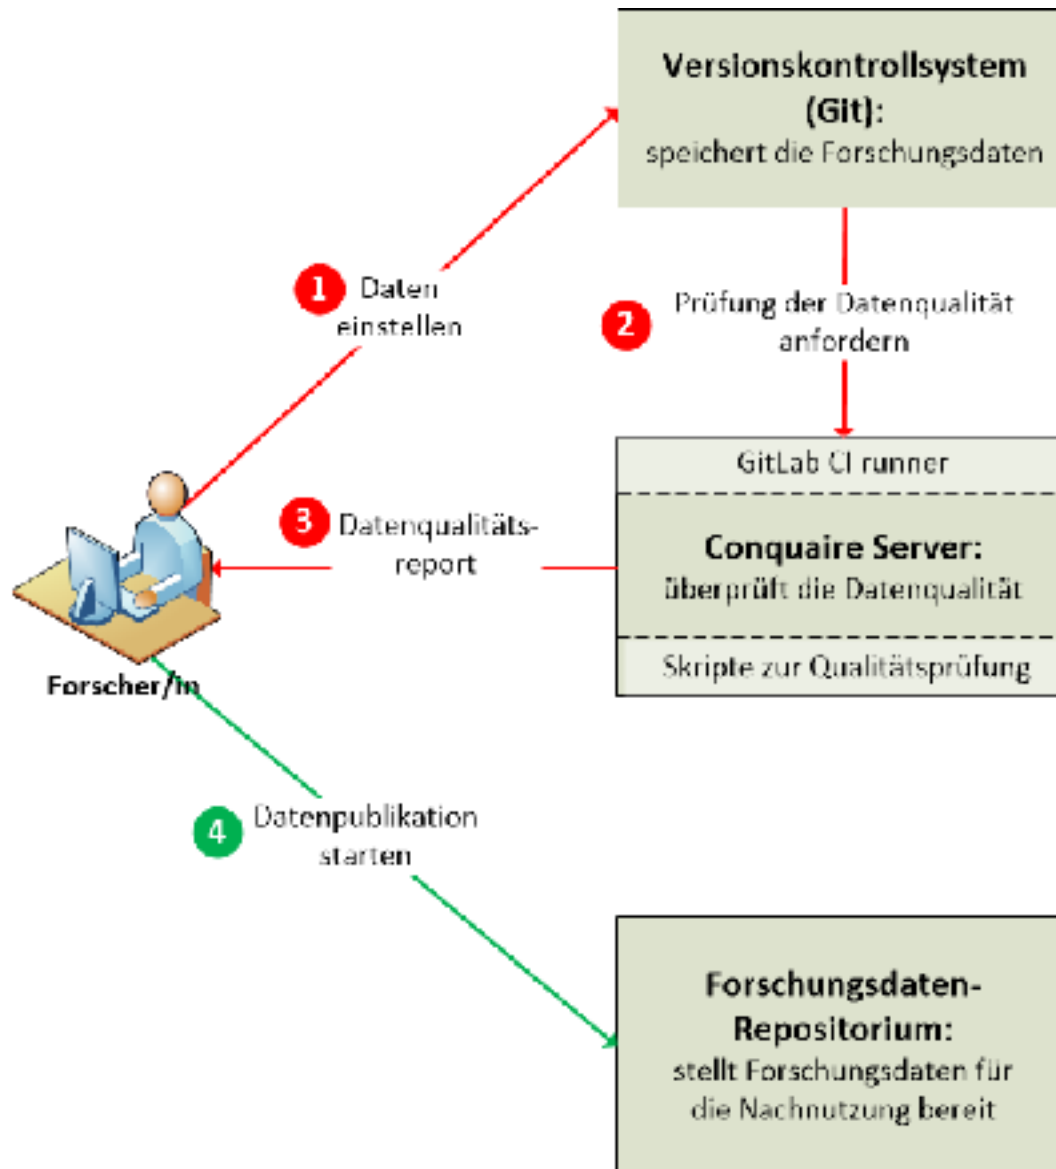 Versionskontrollsystem
(Git):
speichert die Forschungsdaten
1 Daten
einstellen
2 Prüfung der Datenqualität
anfordern
GitLab CI runner
Conquaire Server:
überprüft die Datenqualität
Skripte zur Qualitätsprüfung
3 Datenqualitäts-
report
Forscher/in
4 Datenpublikation
starten
Forschungsdaten-
Repositorium:
stellt Forschungsdaten für
die Nachnutzung bereit